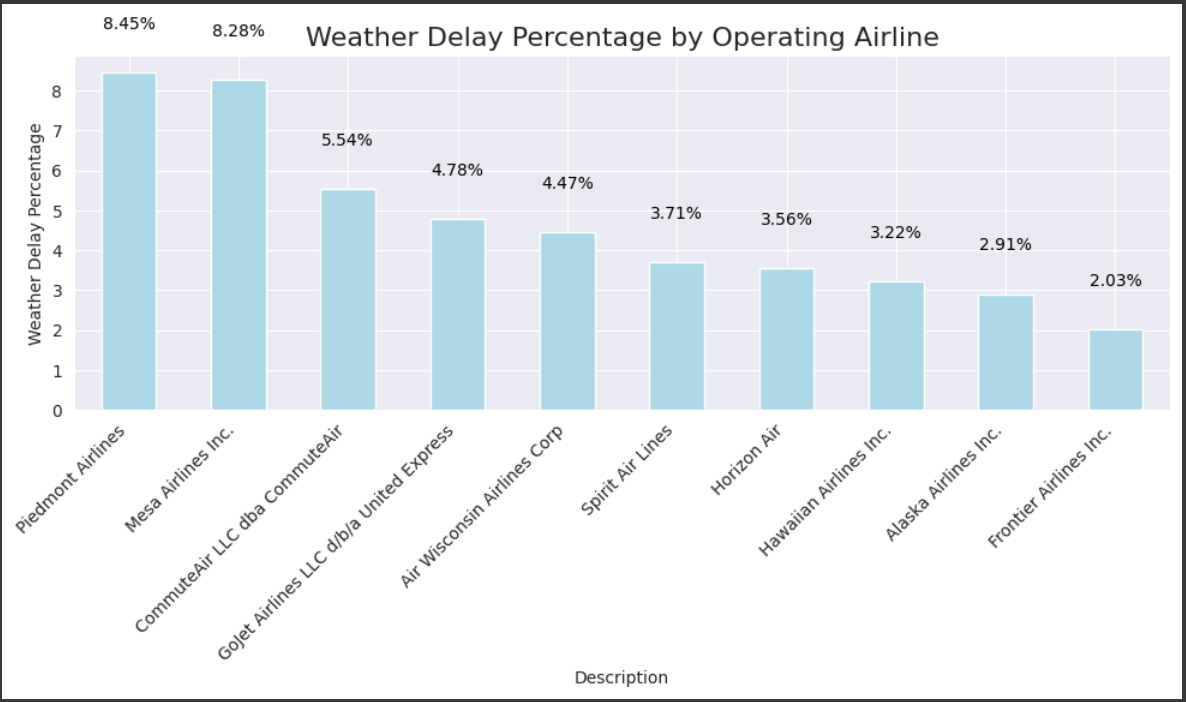 8.45%
8.28%
Weather Delay Percentage by Operating Airline
5.54%
4.78%
4.47%
3.71%
3.56%
3.22%
2.91%
2.03%
Weather Delay Percentage
8
7
6
5
4
3
2
1
0
Piedmont Airlines
Mesa Airlines Inc.
CommuteAir LLC dba CommuteAir
GoJet Airlines LLC d/b/a United Express
Air Wisconsin Airlines Corp
Spirit Air Lines
Horizon Air
Hawaiian Airlines Inc.
Alaska Airlines Inc.
Frontier Airlines Inc.
Description